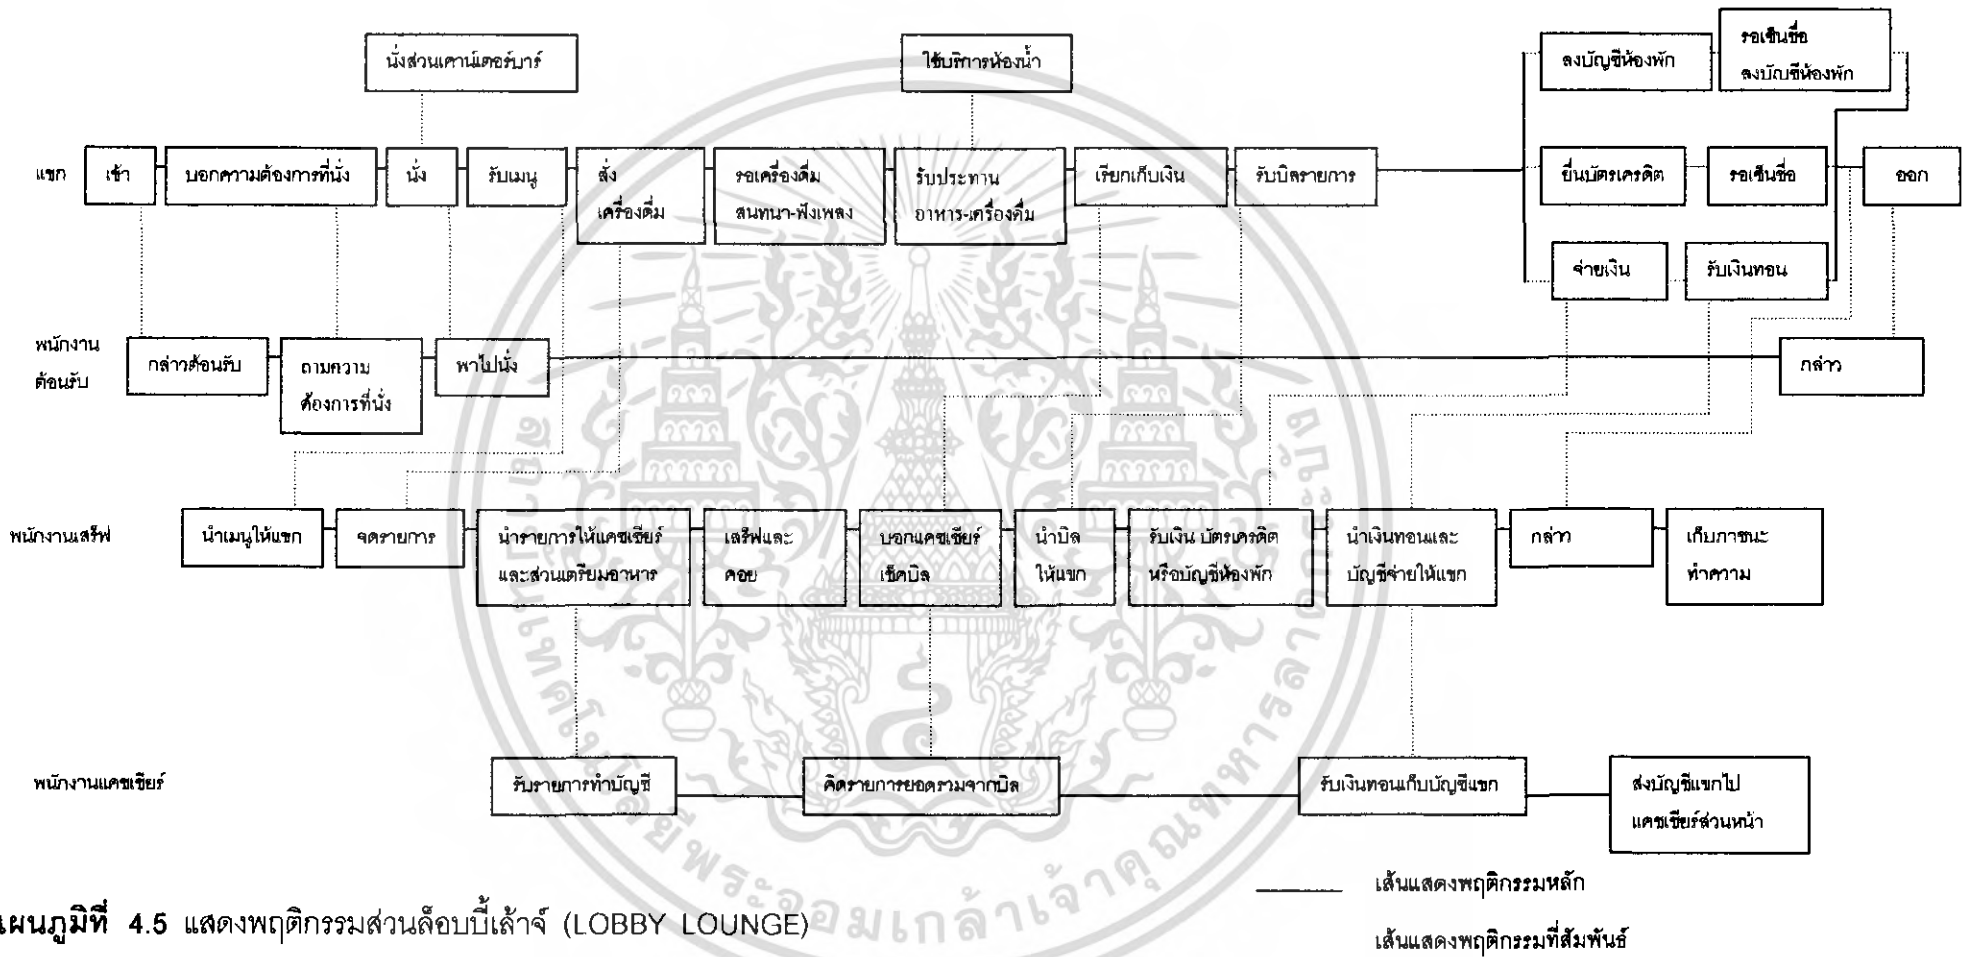 นั่งส่วนเคาน์เตอร์บาร์
ใช้บริการห้องน้ำ
ลงบัญชีห้องพัก
รอเซ็นชื่อ
ลงบัญชีห้องพัก
แขก
เข้า
บอกความต้องการที่นั่ง
นั่ง
รับเมนู
สั่ง
เครื่องดื่ม
รอเครื่องดื่ม
สนทนา-ฟังเพลง
รับประทาน
อาหาร-เครื่องดื่ม
เรียกเก็บเงิน
รับบิลรายการ
ยื่นบัตรเครดิต
รอเซ็นชื่อ
ออก
จ่ายเงิน
รับเงินทอน
พนักงาน
ต้อนรับ
กล่าวต้อนรับ
ถามความ
ต้องการที่นั่ง
พาไปนั่ง
กล่าว
พนักงานเสริฟ
นำเมนูให้แขก
จดรายการ
นำรายการให้แคชเชียร์
และส่วนเตรียมอาหาร
เสริฟและ
คอย
บอกแคชเชียร์
เช็คบิล
นำบิล
ให้แขก
รับเงิน บัตรเครดิต
หรือบัญชีห้องพัก
นำเงินทอนและ
บัญชีจ่ายให้แขก
กล่าว
เก็บภาชนะ
ทำความ
พนักงานแคชเชียร์
รับรายการทำบัญชี
คิดรายการยอดรวมจากบิล
รับเงินทอนเก็บบัญชีแขก
ส่งบัญชีแขกไป
แคชเชียร์ส่วนหน้า
เส้นแสดงพฤติกรรมหลัก
เส้นแสดงพฤติกรรมที่สัมพันธ์
แผนภูมิที่ 4.5 แสดงพฤติกรรมส่วนล็อบบี้เล้าจ์ (LOBBY LOUNGE)